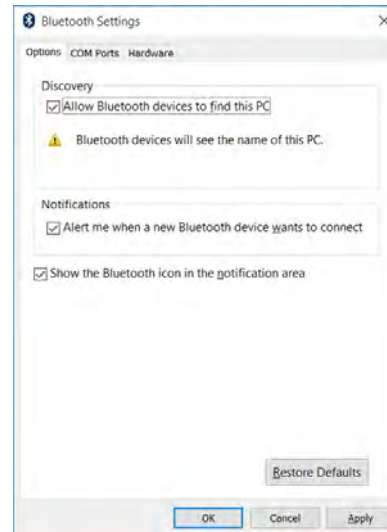 Bluetooth Settings
Options COM Ports Hardware
Discovery
Allow Bluetooth devices to find this PC
Bluetooth devices will see the name of this PC.
Notifications
Alert me when a new Bluetooth device wants to connect
Show the Bluetooth icon in the notification area
Restore Defaults
OK Cancel Apply